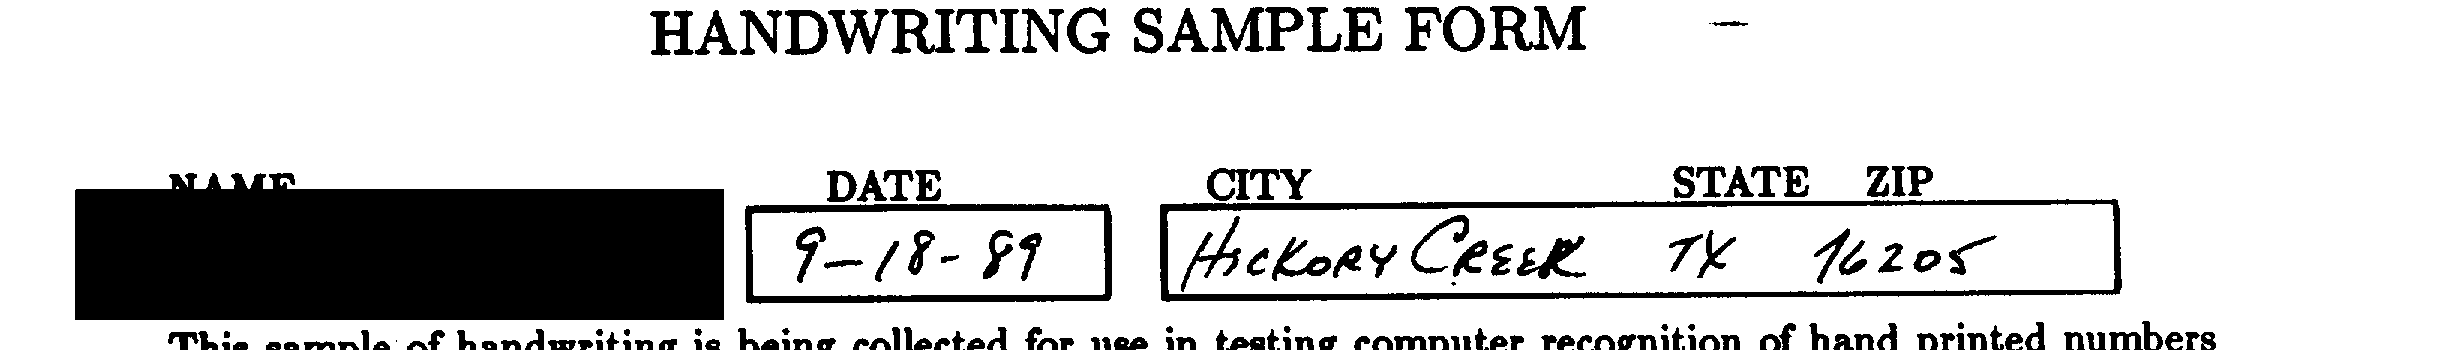 HANDWRITING SAMPLE FORM
NAME DATE CITY STATE ZIP
9-18-89 HICKORY CREEK TX 76205
This sample of handwriting is being collected for use in testing computer recognition of hand printed numbers